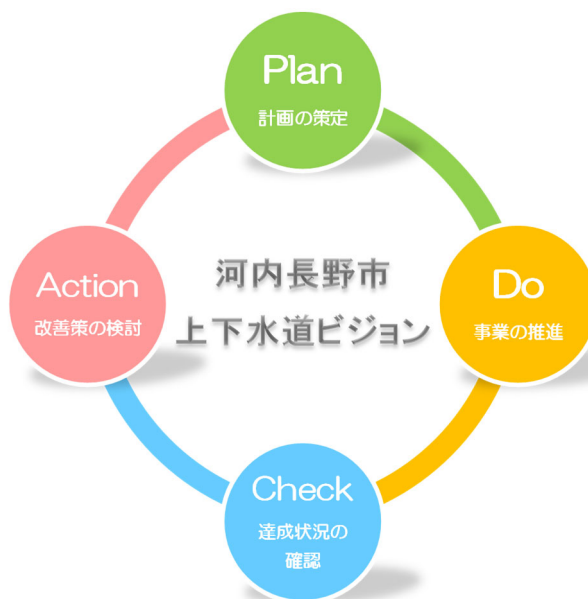 Plan
計画の策定
Action
改善策の検討
河内長野市
上下水道ビジョン
Do
事業の推進
Check
達成状況の
確認